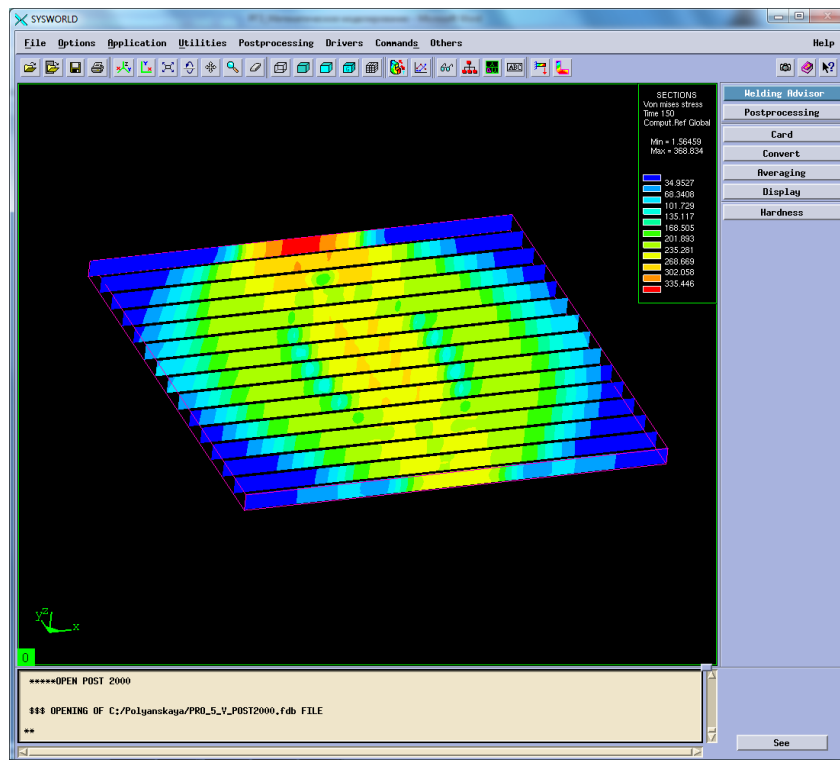 SYSWORLD
File Options Application Utilities Postprocessing Drivers Commands Others Help
ABC
SECTIONS
Von mises stress
Time 150
Comput.Ref Global
Min = 1.56459
Max = 368.834
34.9527
68.3408
101.729
135.117
168.505
201.893
235.281
268.669
302.058
335.446
Welding Advisor
Postprocessing
Card
Convert
Averaging
Display
Hardness
y z x
0
*****OPEN POST 2000
$$$ OPENING OF C:/Polyanskaya/PRO_5_V_POST2000.fdb FILE
**
See